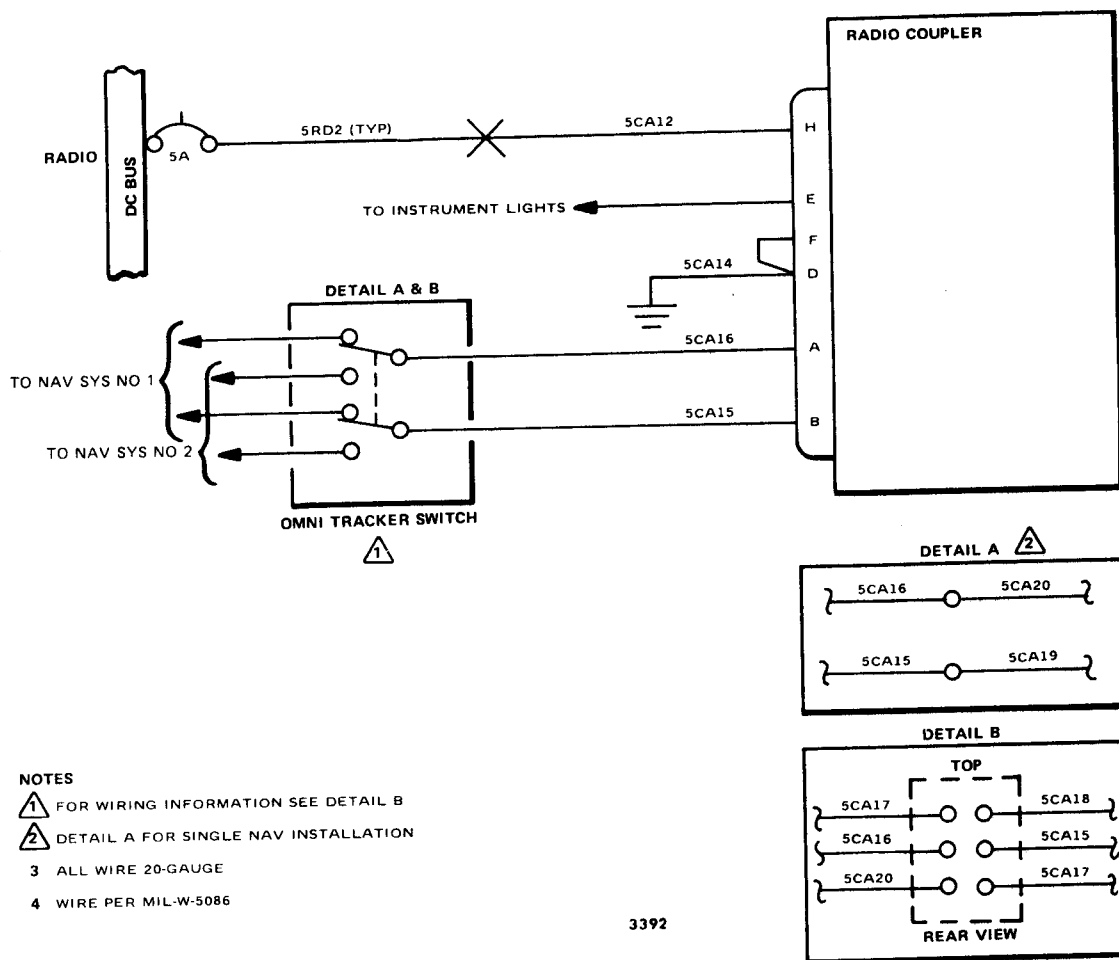 RADIO COUPLER
RADIO
DC BUS
5A
5RD2 (TYP)
5CA12
H
TO INSTRUMENT LIGHTS
E
F
5CA14
D
DETAIL A & B
5CA16
A
TO NAV SYS NO 1
5CA15
B
TO NAV SYS NO 2
OMNI TRACKER SWITCH
1
DETAIL A
2
5CA16
5CA20
5CA15
5CA19
DETAIL B
TOP
5CA17
5CA18
5CA16
5CA15
5CA20
5CA17
REAR VIEW
NOTES
1 FOR WIRING INFORMATION SEE DETAIL B
2 DETAIL A FOR SINGLE NAV INSTALLATION
3 ALL WIRE 20-GAUGE
4 WIRE PER MIL-W-5086
3392